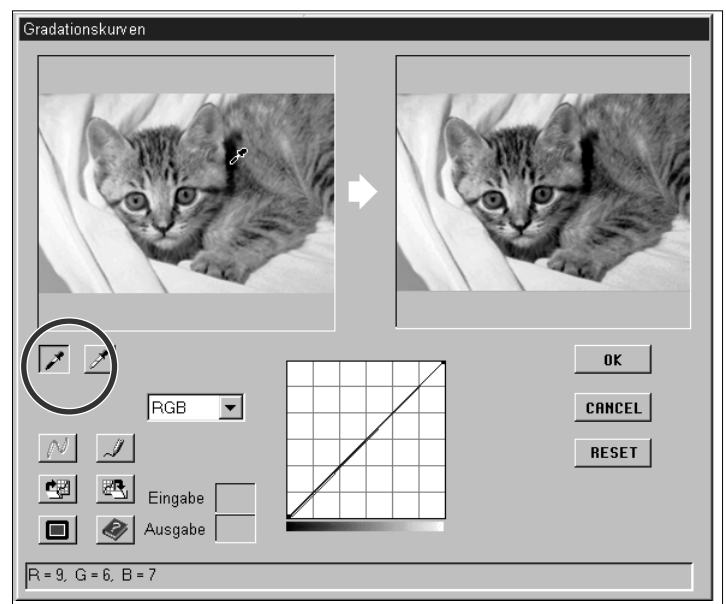 Gradationskurven
OK
RGB
CANCEL
RESET
Eingabe
Ausgabe
R = 9, G = 6, B = 7